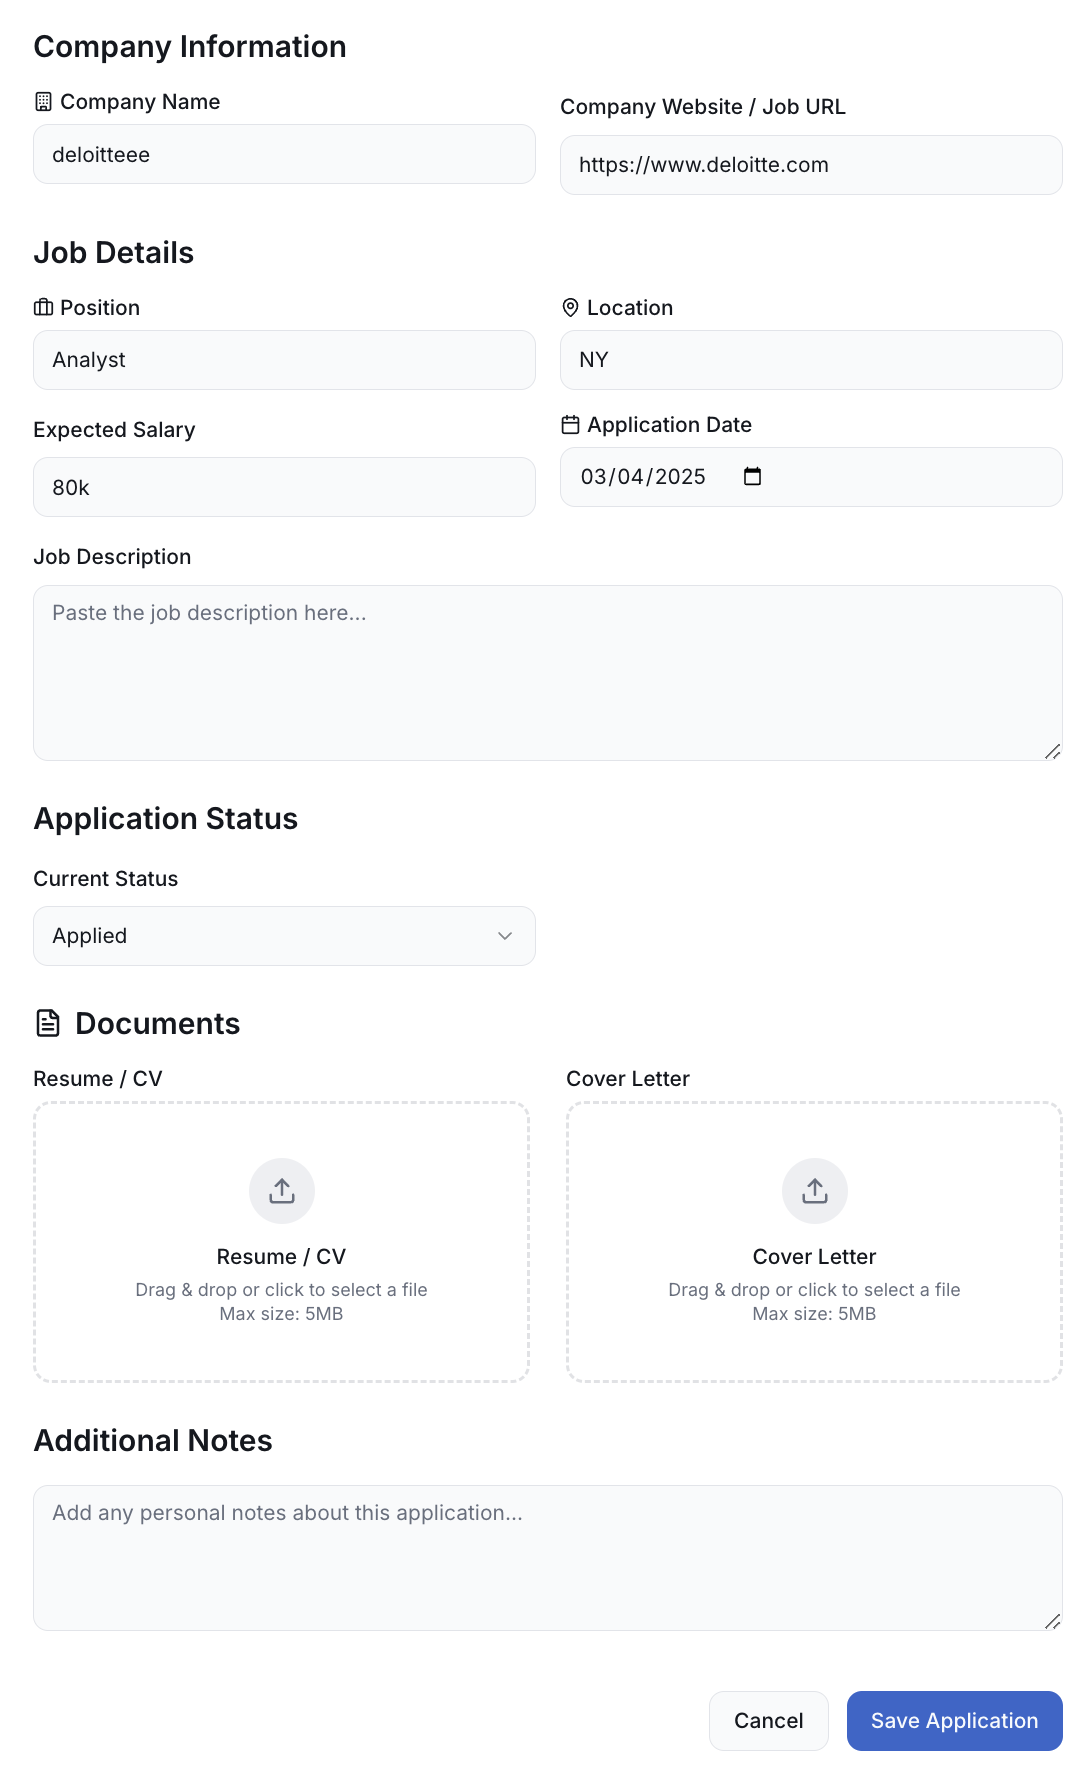 Company Information
Company Name
Company Website / Job URL
deloitteee
https://www.deloitte.com
Job Details
Position
Location
Analyst
NY
Expected Salary
Application Date
80k
03/04/2025
Job Description
Paste the job description here...
Application Status
Current Status
Applied
Documents
Resume / CV
Cover Letter
Resume / CV
Drag & drop or click to select a file
Max size: 5MB
Cover Letter
Drag & drop or click to select a file
Max size: 5MB
Additional Notes
Add any personal notes about this application...
Cancel
Save Application